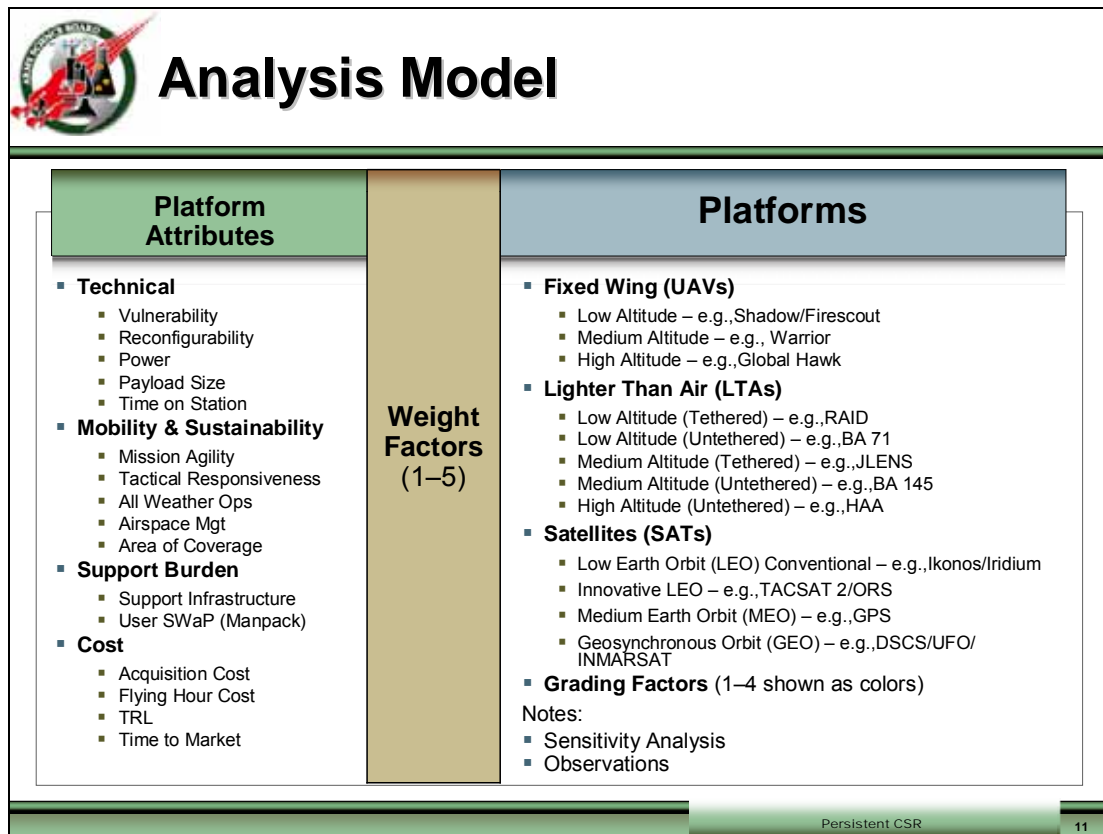 ARMY SCIENCE BOARD
Analysis Model
Platform
Attributes
▪ Technical
▪ Vulnerability
▪ Reconfigurability
▪ Power
▪ Payload Size
▪ Time on Station
▪ Mobility & Sustainability
▪ Mission Agility
▪ Tactical Responsiveness
▪ All Weather Ops
▪ Airspace Mgt
▪ Area of Coverage
▪ Support Burden
▪ Support Infrastructure
▪ User SWaP (Manpack)
▪ Cost
▪ Acquisition Cost
▪ Flying Hour Cost
▪ TRL
▪ Time to Market
Weight
Factors
(1–5)
Platforms
▪ Fixed Wing (UAVs)
▪ Low Altitude – e.g.,Shadow/Firescout
▪ Medium Altitude – e.g., Warrior
▪ High Altitude – e.g.,Global Hawk
▪ Lighter Than Air (LTAs)
▪ Low Altitude (Tethered) – e.g.,RAID
▪ Low Altitude (Untethered) – e.g.,BA 71
▪ Medium Altitude (Tethered) – e.g.,JLENS
▪ Medium Altitude (Untethered) – e.g.,BA 145
▪ High Altitude (Untethered) – e.g.,HAA
▪ Satellites (SATs)
▪ Low Earth Orbit (LEO) Conventional – e.g.,Ikonos/Iridium
▪ Innovative LEO – e.g.,TACSAT 2/ORS
▪ Medium Earth Orbit (MEO) – e.g.,GPS
▪ Geosynchronous Orbit (GEO) – e.g.,DSCS/UFO/
INMARSAT
▪ Grading Factors (1–4 shown as colors)
Notes:
▪ Sensitivity Analysis
▪ Observations
Persistent CSR
11